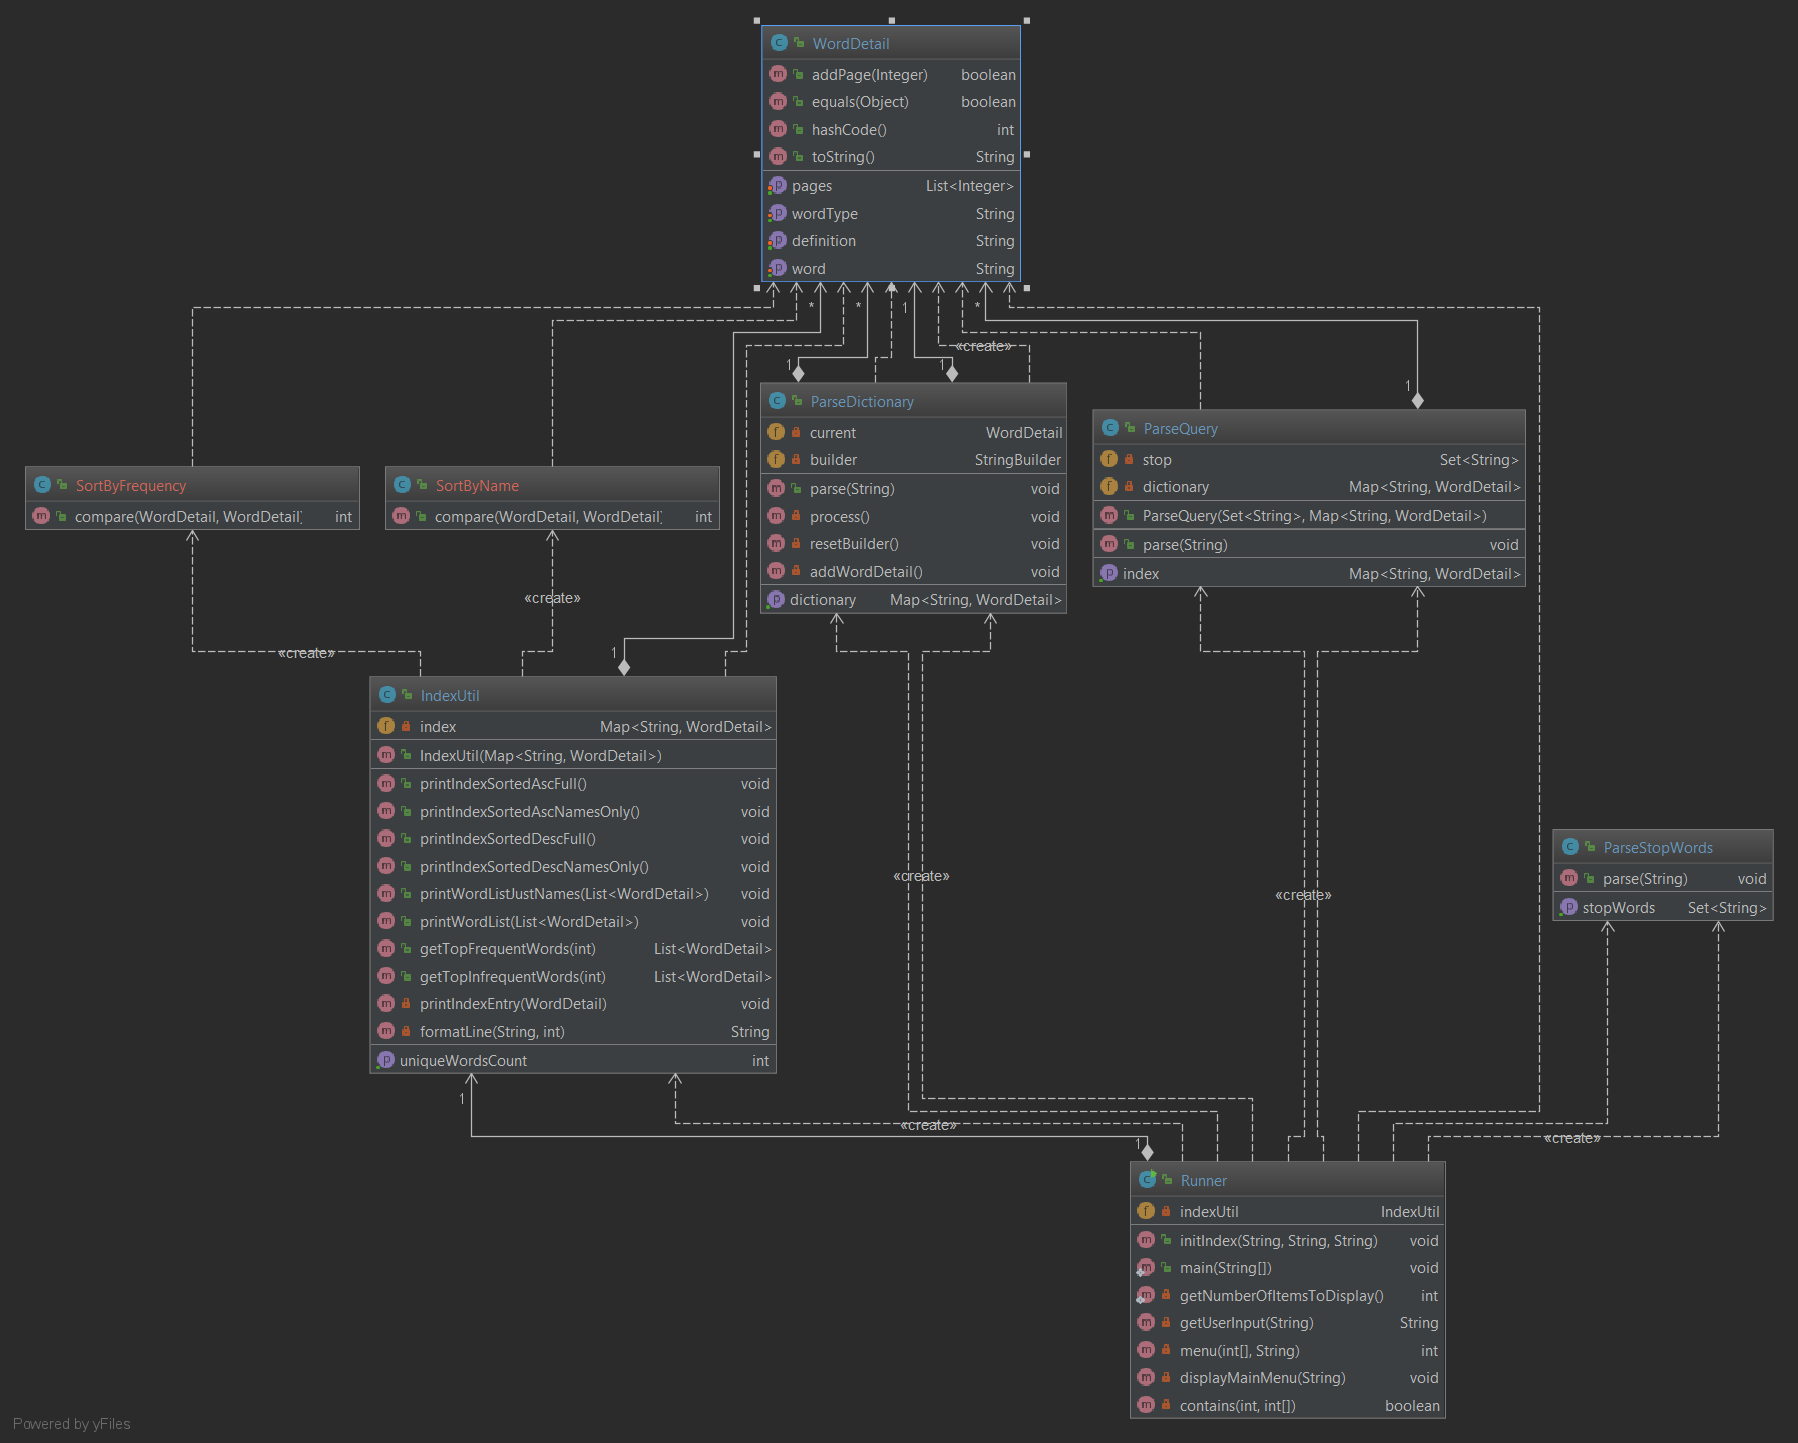 WordDetail
addPage(Integer) boolean
equals(Object) boolean
hashCode() int
toString() String
pages List<Integer>
wordType String
definition String
word String
* * 1 *
«create»
1 1 1
ParseDictionary
current WordDetail
builder StringBuilder
parse(String) void
process() void
resetBuilder() void
addWordDetail() void
dictionary Map<String, WordDetail>
ParseQuery
stop Set<String>
dictionary Map<String, WordDetail>
ParseQuery(Set<String>, Map<String, WordDetail>)
parse(String) void
index Map<String, WordDetail>
SortByFrequency
compare(WordDetail, WordDetail) int
SortByName
compare(WordDetail, WordDetail) int
«create»
«create»
1
IndexUtil
index Map<String, WordDetail>
IndexUtil(Map<String, WordDetail>)
printIndexSortedAscFull() void
printIndexSortedAscNamesOnly() void
printIndexSortedDescFull() void
printIndexSortedDescNamesOnly() void
printWordListJustNames(List<WordDetail>) void
printWordList(List<WordDetail>) void
getTopFrequentWords(int) List<WordDetail>
getTopInfrequentWords(int) List<WordDetail>
printIndexEntry(WordDetail) void
formatLine(String, int) String
uniqueWordsCount int
«create»
«create»
ParseStopWords
parse(String) void
stopWords Set<String>
1
«create»
1
«create»
Runner
indexUtil IndexUtil
initIndex(String, String, String) void
main(String[]) void
getNumberOfItemsToDisplay() int
getUserInput(String) String
menu(int[], String) int
displayMainMenu(String) void
contains(int, int[]) boolean
Powered by yFiles